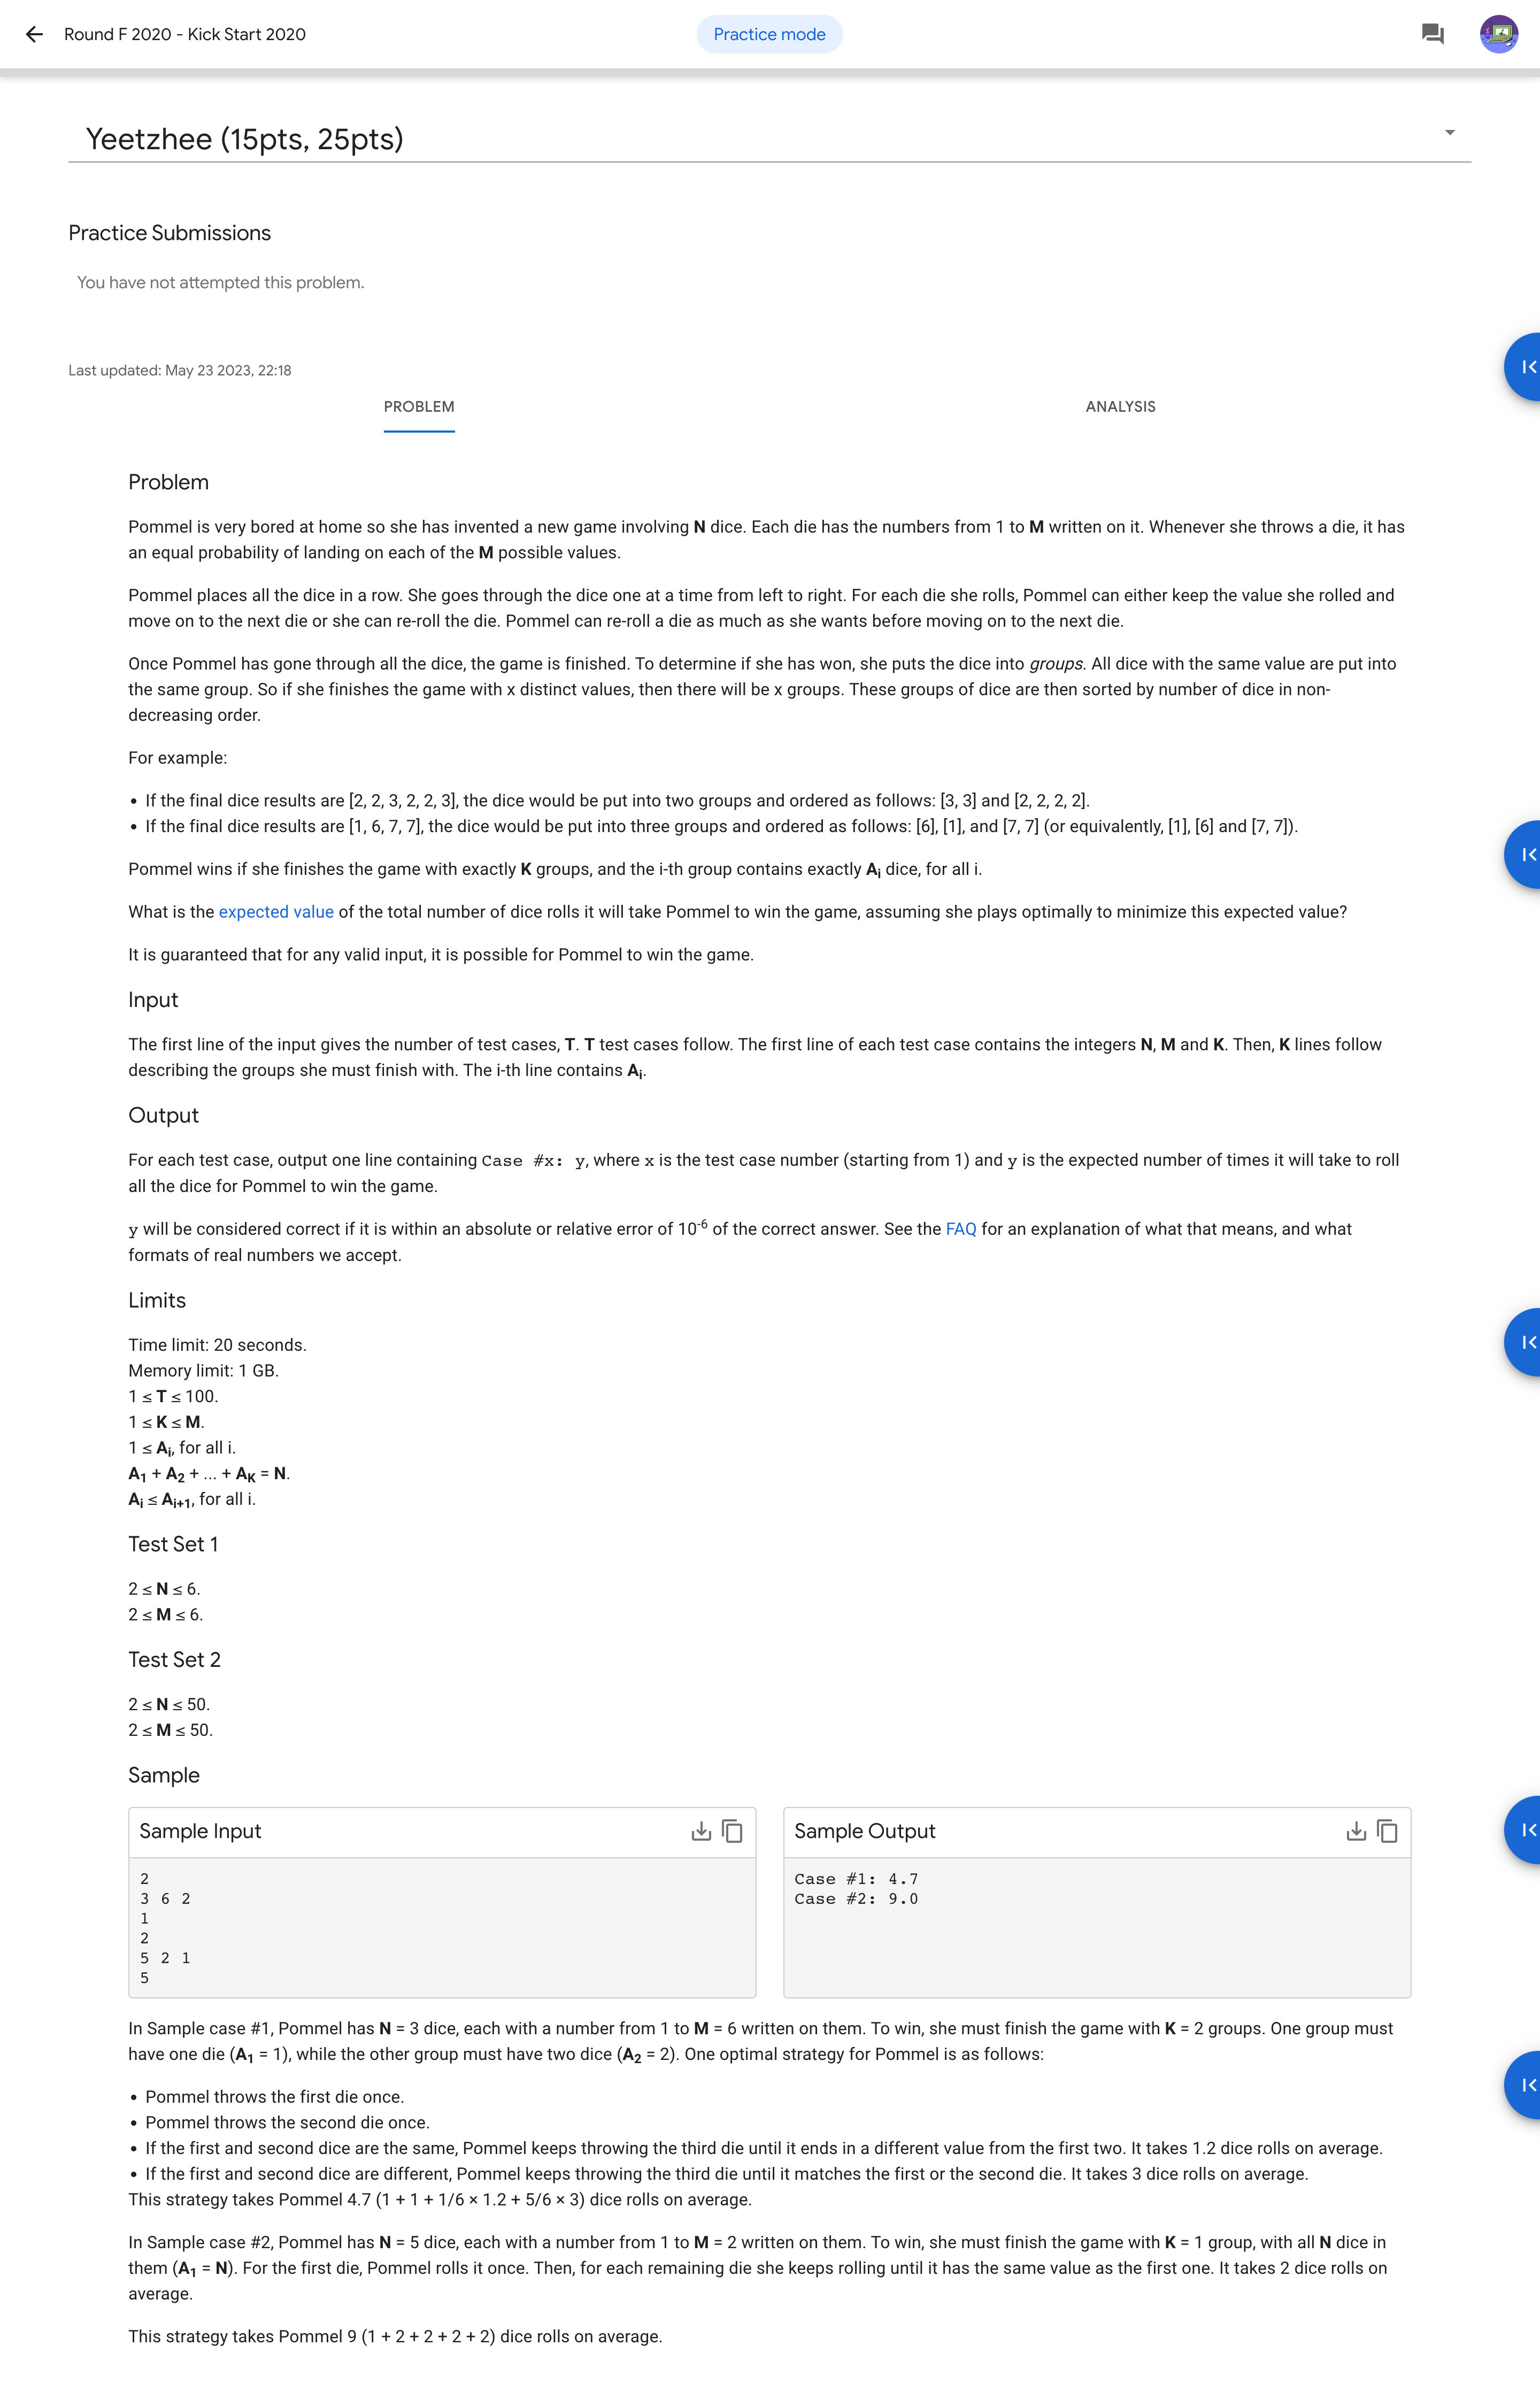 Round F 2020 - Kick Start 2020
Practice mode
Yeetzhee (15pts, 25pts)
Practice Submissions
You have not attempted this problem.
Last updated: May 23 2023, 22:18
PROBLEM
ANALYSIS
Problem
Pommel is very bored at home so she has invented a new game involving N dice. Each die has the numbers from 1 to M written on it. Whenever she throws a die, it has
an equal probability of landing on each of the M possible values.
Pommel places all the dice in a row. She goes through the dice one at a time from left to right. For each die she rolls, Pommel can either keep the value she rolled and
move on to the next die or she can re-roll the die. Pommel can re-roll a die as much as she wants before moving on to the next die.
Once Pommel has gone through all the dice, the game is finished. To determine if she has won, she puts the dice into groups. All dice with the same value are put into
the same group. So if she finishes the game with x distinct values, then there will be x groups. These groups of dice are then sorted by number of dice in non-
decreasing order.
For example:
• If the final dice results are [2, 2, 3, 2, 2, 3], the dice would be put into two groups and ordered as follows: [3, 3] and [2, 2, 2, 2].
• If the final dice results are [1, 6, 7, 7], the dice would be put into three groups and ordered as follows: [6], [1], and [7, 7] (or equivalently, [1], [6] and [7, 7]).
Pommel wins if she finishes the game with exactly K groups, and the i-th group contains exactly Ai dice, for all i.
What is the expected value of the total number of dice rolls it will take Pommel to win the game, assuming she plays optimally to minimize this expected value?
It is guaranteed that for any valid input, it is possible for Pommel to win the game.
Input
The first line of the input gives the number of test cases, T. T test cases follow. The first line of each test case contains the integers N, M and K. Then, K lines follow
describing the groups she must finish with. The i-th line contains Ai.
Output
For each test case, output one line containing Case #x: y, where x is the test case number (starting from 1) and y is the expected number of times it will take to roll
all the dice for Pommel to win the game.
y will be considered correct if it is within an absolute or relative error of 10-6 of the correct answer. See the FAQ for an explanation of what that means, and what
formats of real numbers we accept.
Limits
Time limit: 20 seconds.
Memory limit: 1 GB.
1 ≤ T ≤ 100.
1 ≤ K ≤ M.
1 ≤ Ai, for all i.
A1 + A2 + ... + AK = N.
Ai ≤ Ai+1, for all i.
Test Set 1
2 ≤ N ≤ 6.
2 ≤ M ≤ 6.
Test Set 2
2 ≤ N ≤ 50.
2 ≤ M ≤ 50.
Sample
Sample Input
2
3 6 2
1
2
5 2 1
5
Sample Output
Case #1: 4.7
Case #2: 9.0
In Sample case #1, Pommel has N = 3 dice, each with a number from 1 to M = 6 written on them. To win, she must finish the game with K = 2 groups. One group must
have one die (A1 = 1), while the other group must have two dice (A2 = 2). One optimal strategy for Pommel is as follows:
• Pommel throws the first die once.
• Pommel throws the second die once.
• If the first and second dice are the same, Pommel keeps throwing the third die until it ends in a different value from the first two. It takes 1.2 dice rolls on average.
• If the first and second dice are different, Pommel keeps throwing the third die until it matches the first or the second die. It takes 3 dice rolls on average.
This strategy takes Pommel 4.7 (1 + 1 + 1/6 × 1.2 + 5/6 × 3) dice rolls on average.
In Sample case #2, Pommel has N = 5 dice, each with a number from 1 to M = 2 written on them. To win, she must finish the game with K = 1 group, with all N dice in
them (A1 = N). For the first die, Pommel rolls it once. Then, for each remaining die she keeps rolling until it has the same value as the first one. It takes 2 dice rolls on
average.
This strategy takes Pommel 9 (1 + 2 + 2 + 2 + 2) dice rolls on average.